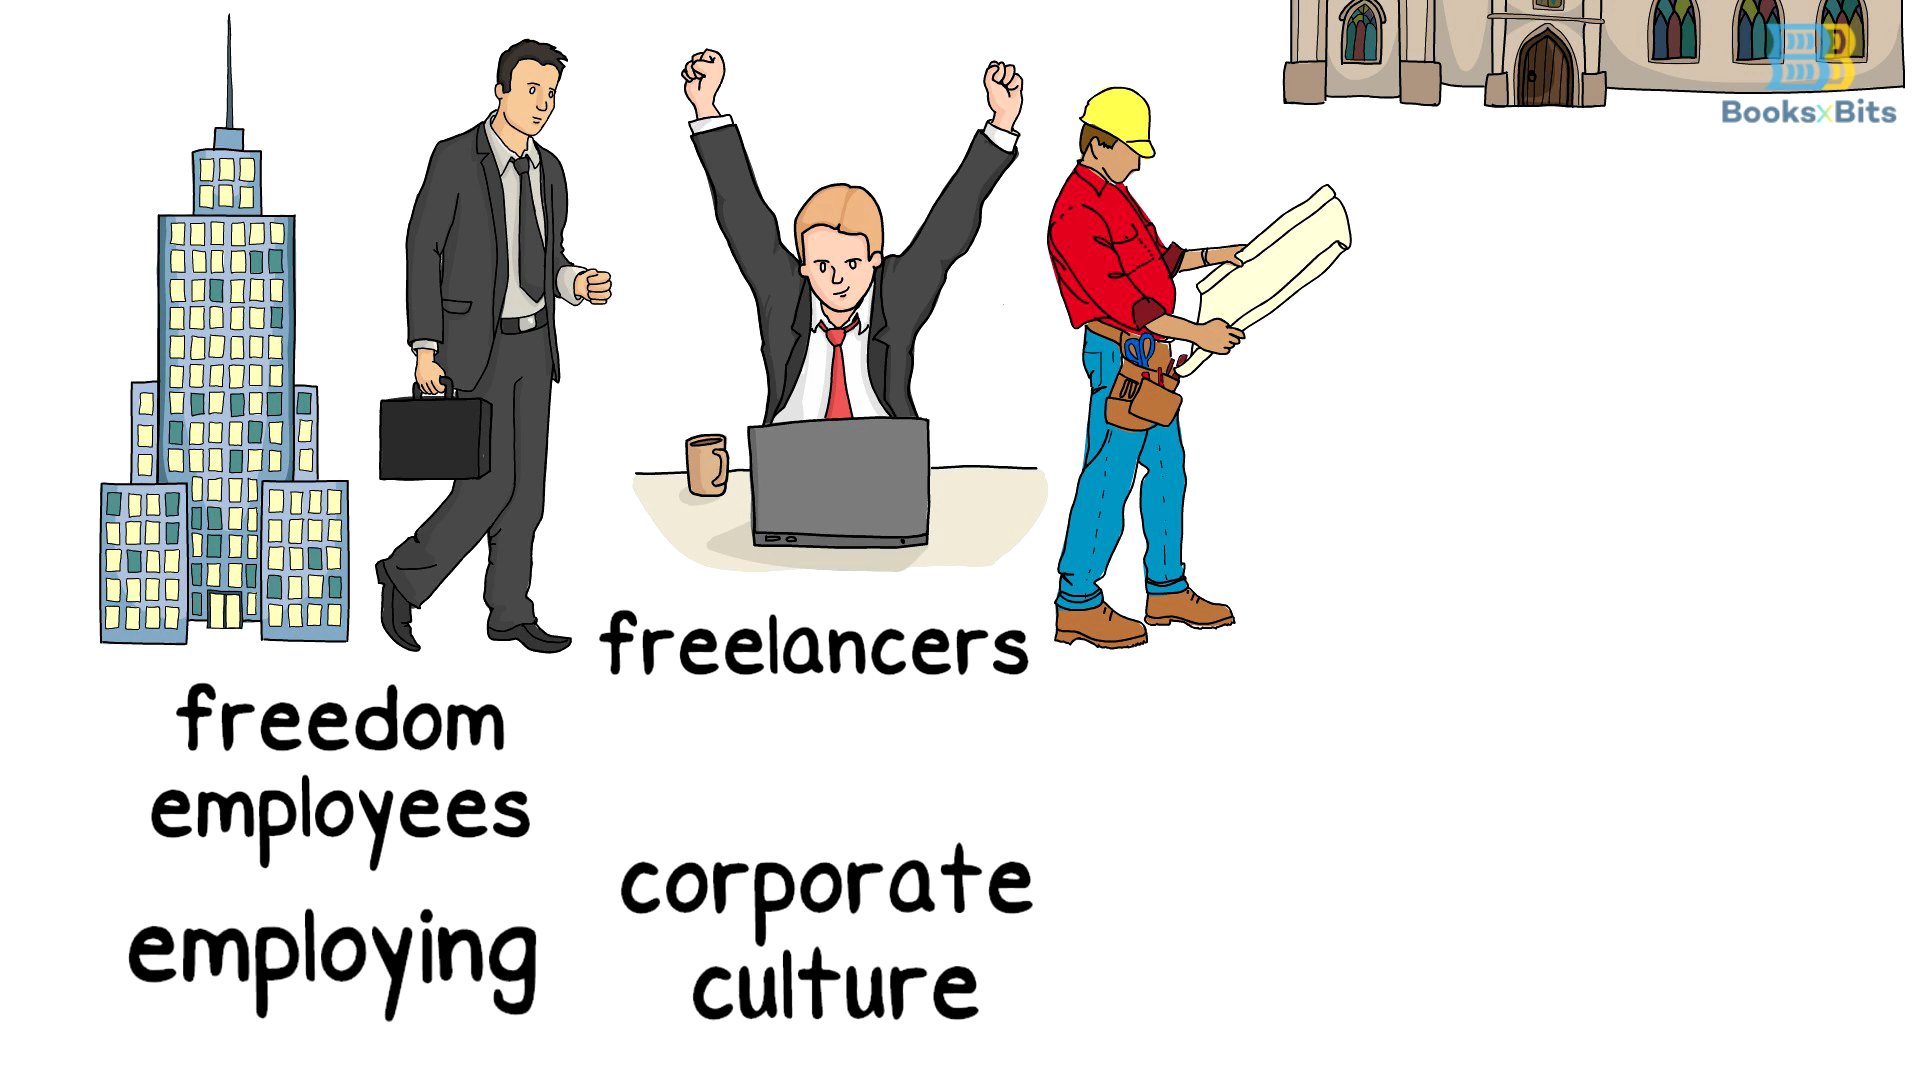 BooksxBits
freelancers
freedom
employees
employing
corporate
culture